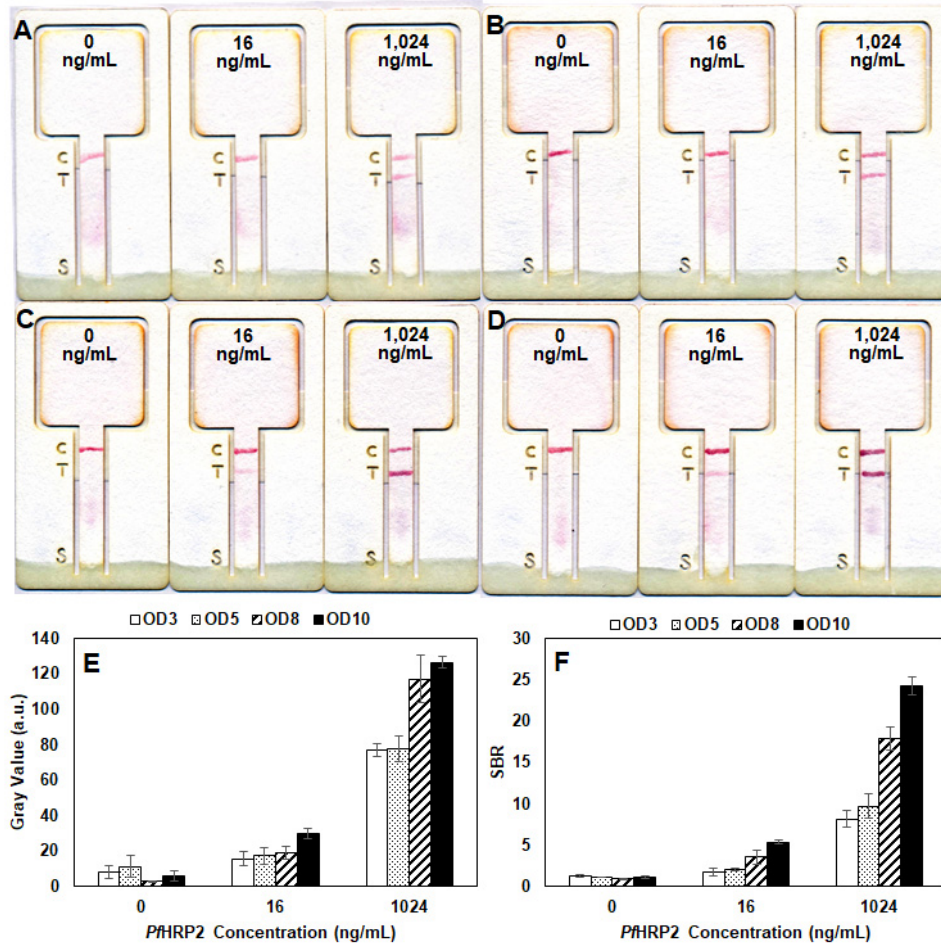 A
0
ng/mL
16
ng/mL
1,024
ng/mL
C
T
S
B
0
ng/mL
16
ng/mL
1,024
ng/mL
C
T
C
T
C
T
S
S
S
C
0
ng/mL
16
ng/mL
1,024
ng/mL
C
T
S
C
T
S
C
T
S
D
0
ng/mL
16
ng/mL
1,024
ng/mL
C
T
S
C
T
S
C
T
S
OD3 OD5 OD8 OD10
E
140
120
100
80
60
40
20
0
Gray Value (a.u.)
0 16 1024
PfHRP2 Concentration (ng/mL)
OD3 OD5 OD8 OD10
F
30
25
20
15
10
5
0
SBR
0 16 1024
PfHRP2 Concentration (ng/mL)